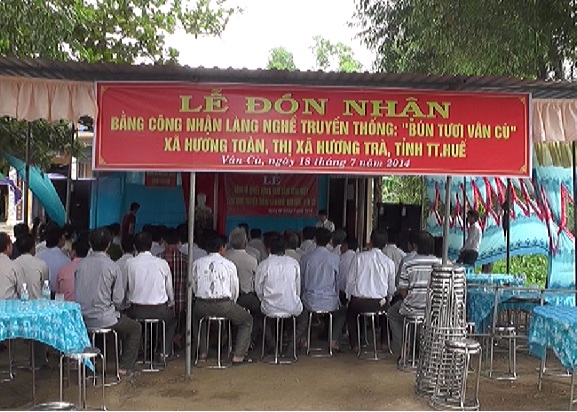 LỄ ĐÓN NHẬN
BẰNG CÔNG NHẬN LÀNG NGHỀ TRUYỀN THỐNG: "BÚN TƯƠI VÂN CÙ"
XÃ HƯƠNG TOÀN, THỊ XÃ HƯƠNG TRÀ, TỈNH TT.HUẾ
Vân Cù, ngày 18 tháng 7 năm 2014
LỄ